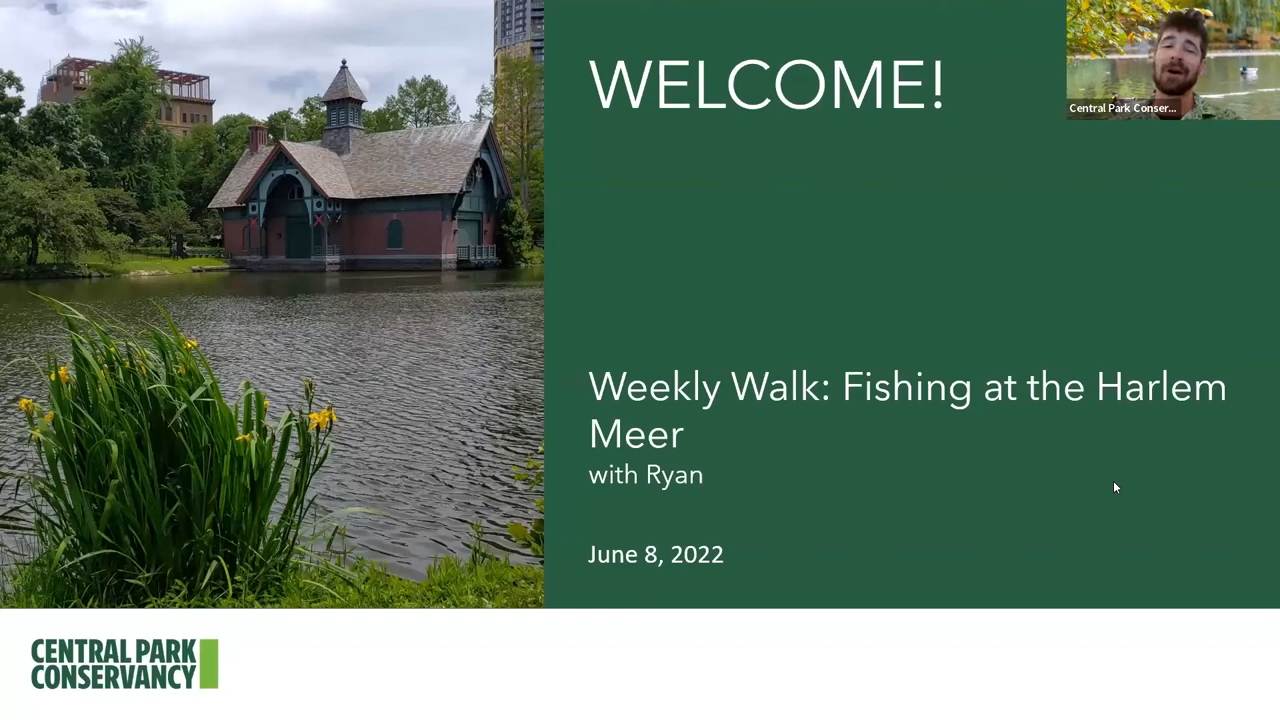 WELCOME!
Central Park Conser...
Weekly Walk: Fishing at the Harlem
Meer
with Ryan
June 8, 2022
CENTRAL PARK
CONSERVANCY